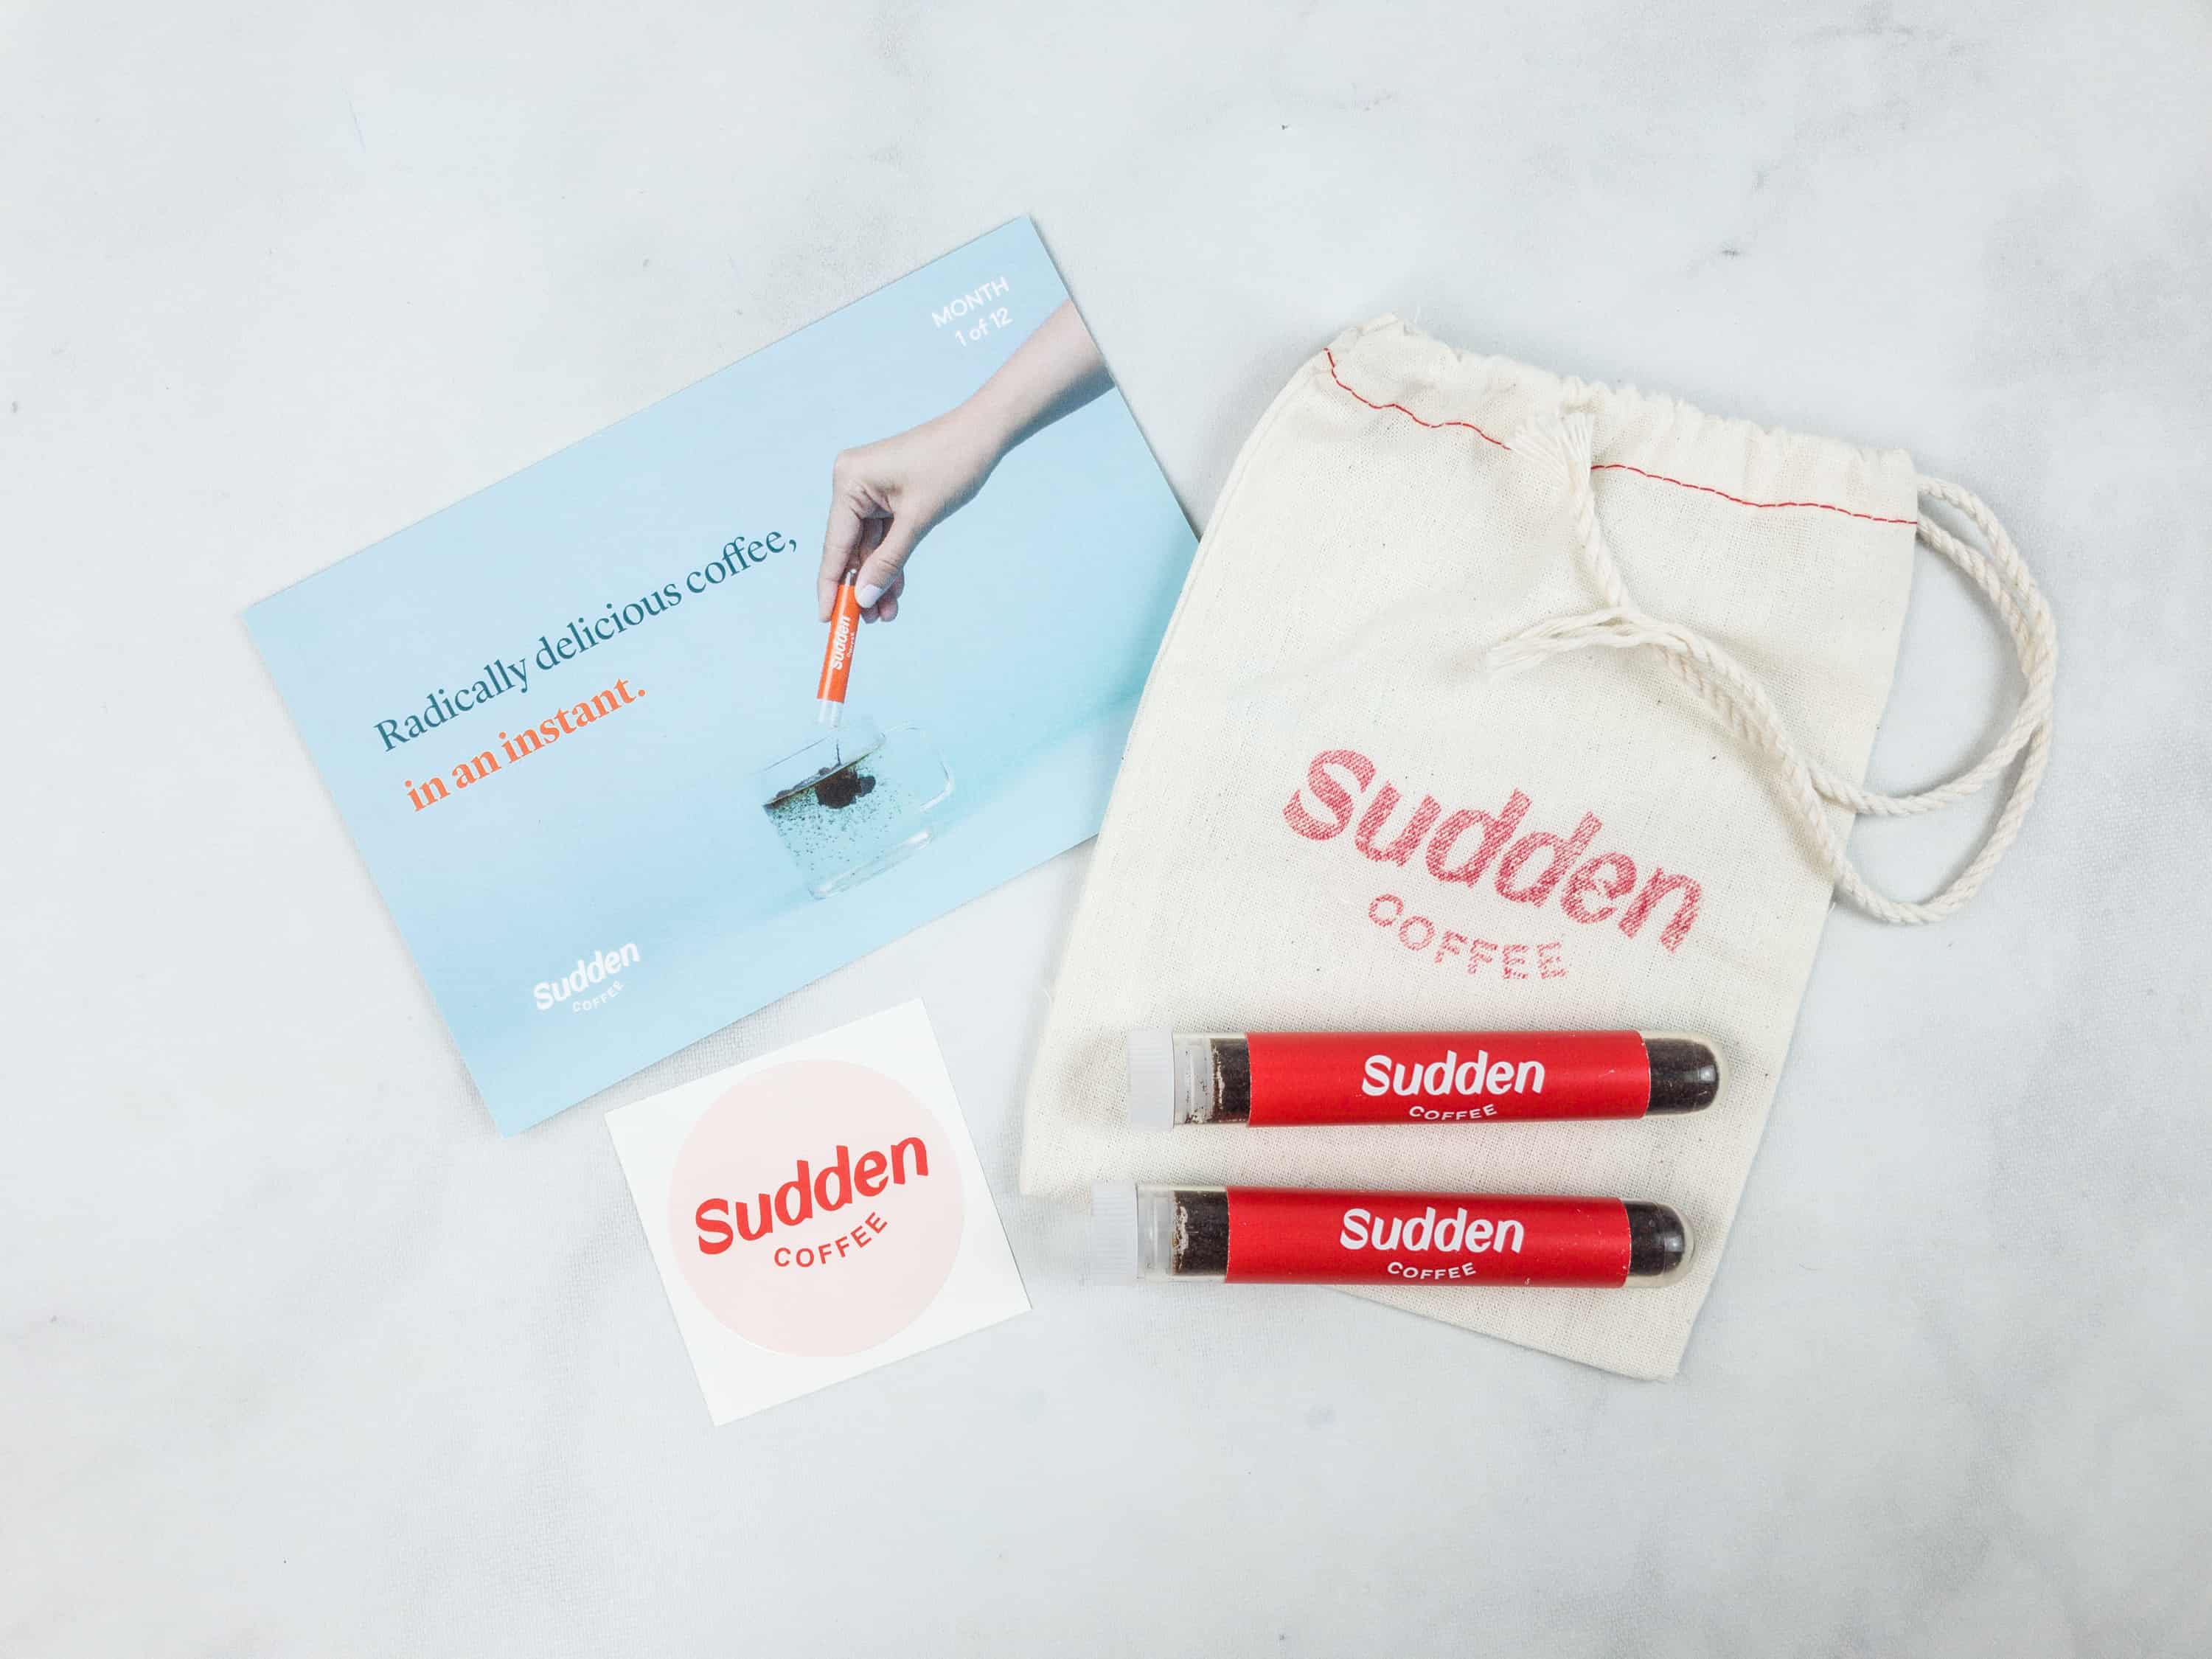 MONTH
1 of 12
Radically delicious coffee,
in an instant.
Sudden
Sudden
COFFEE
Sudden
COFFEE
Sudden
COFFEE
Sudden
COFFEE
Sudden
COFFEE